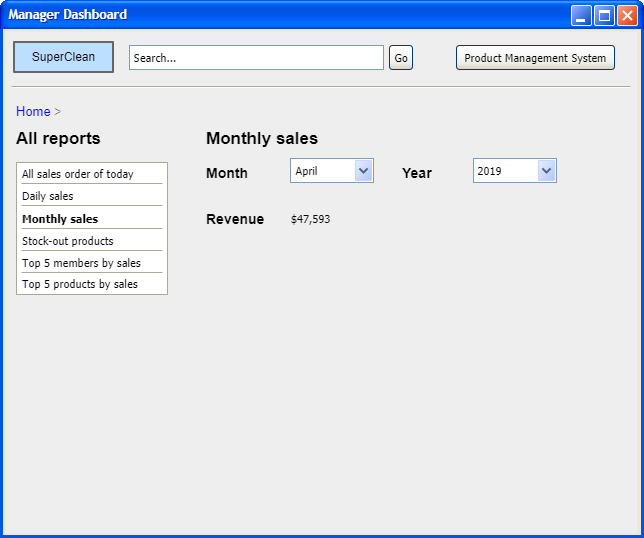 Manager Dashboard
SuperClean
Search...
Go
Product Management System
Home >
All reports
All sales order of today
Daily sales
Monthly sales
Stock-out products
Top 5 members by sales
Top 5 products by sales
Monthly sales
Month April Year 2019
Revenue $47,593